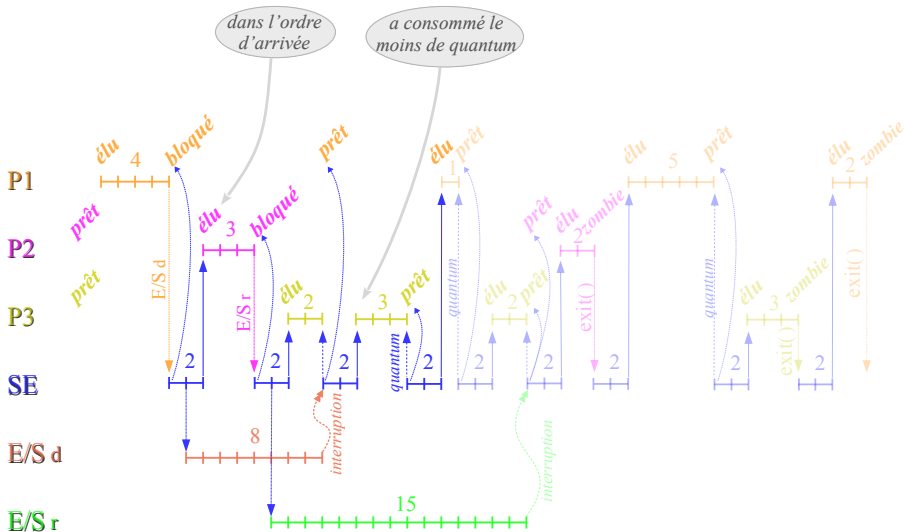 dans l'ordre
d'arrivée
a consommé le
moins de quantum
P1
élu
4
bloqué
prêt
élu
1
prêt
élu
5
prêt
élu
2
zombie
P2
prêt
élu
3
bloqué
prêt
élu
2
zombie
P3
prêt
élu
2
3
prêt
élu
2
prêt
élu
3
zombie
E/S d
E/S r
quantum
quantum
exit()
quantum
exit()
exit()
SE
2
2
2
2
2
2
2
2
2
E/S d
8
interruption
interruption
E/S r
15